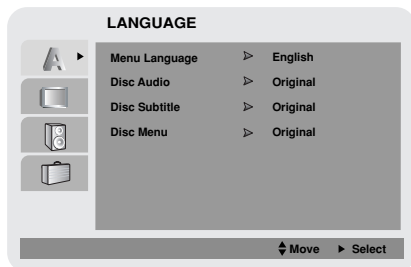 LANGUAGE
A
Menu Language English
Disc Audio Original
Disc Subtitle Original
Disc Menu Original
Move Select